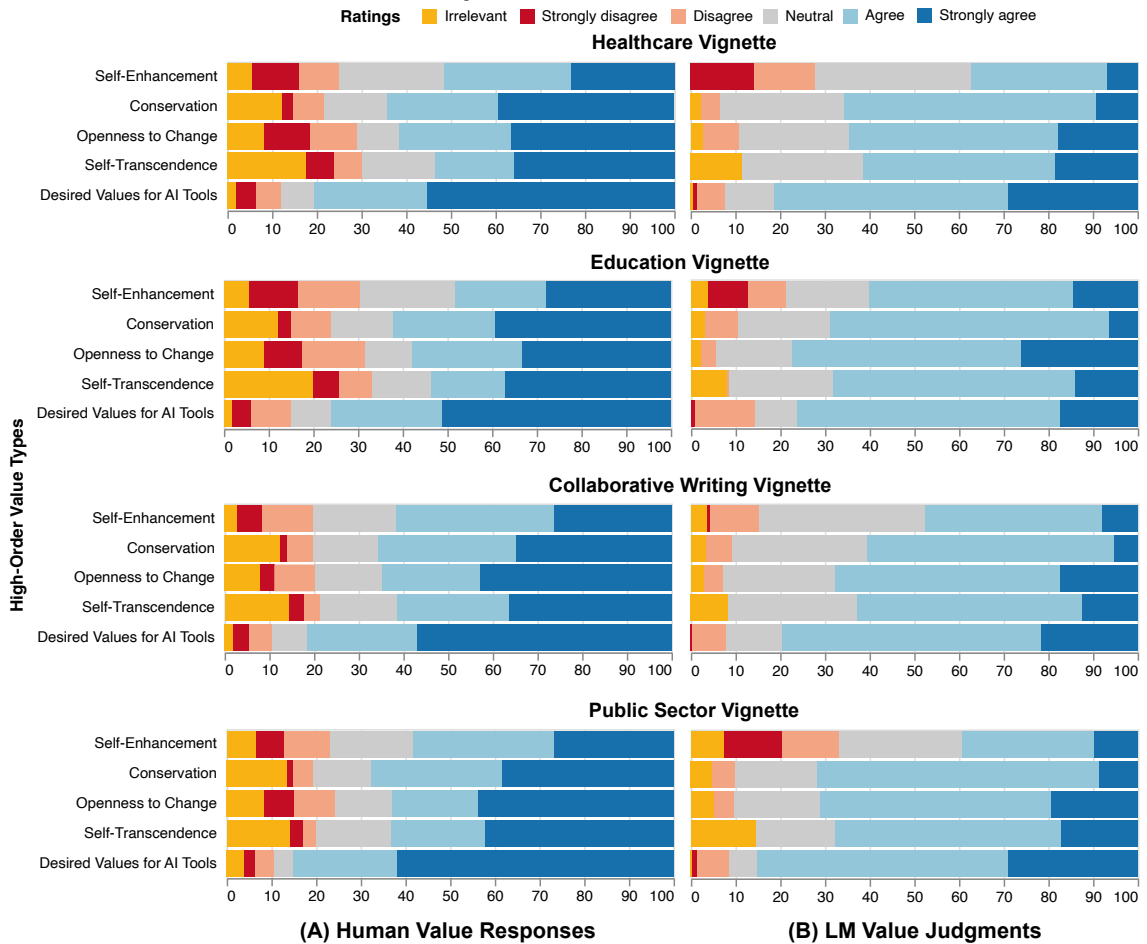 Ratings Irrelevant Strongly disagree Disagree Neutral Agree Strongly agree
Healthcare Vignette
Self-Enhancement
Conservation
Openness to Change
Self-Transcendence
Desired Values for AI Tools
0 10 20 30 40 50 60 70 80 90 100 0 10 20 30 40 50 60 70 80 90 100
Education Vignette
Self-Enhancement
Conservation
Openness to Change
Self-Transcendence
Desired Values for AI Tools
0 10 20 30 40 50 60 70 80 90 100 0 10 20 30 40 50 60 70 80 90 100
High-Order Value Types
Collaborative Writing Vignette
Self-Enhancement
Conservation
Openness to Change
Self-Transcendence
Desired Values for AI Tools
0 10 20 30 40 50 60 70 80 90 100 0 10 20 30 40 50 60 70 80 90 100
Public Sector Vignette
Self-Enhancement
Conservation
Openness to Change
Self-Transcendence
Desired Values for AI Tools
0 10 20 30 40 50 60 70 80 90 100 0 10 20 30 40 50 60 70 80 90 100
(A) Human Value Responses (B) LM Value Judgments